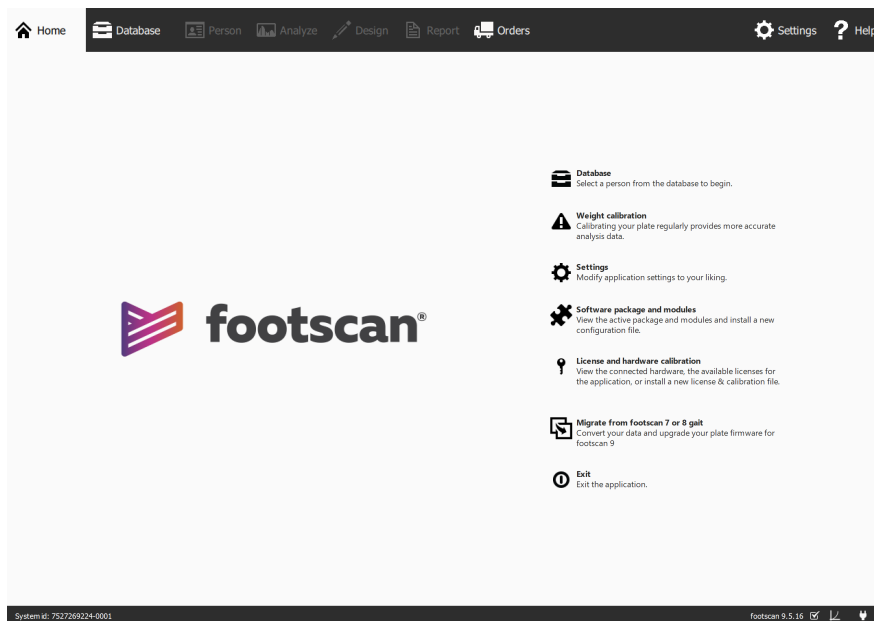 Home Database Person Analyze Design Report Orders Settings ? Help
Database
Select a person from the database to begin.
Weight calibration
Calibrating your plate regularly provides more accurate
analysis data.
Settings
Modify application settings to your liking.
footscan®
Software package and modules
View the active package and modules and install a new
configuration file.
License and hardware calibration
View the connected hardware, the available licenses for
the application, or install a new license & calibration file.
Migrate from footscan 7 or 8 gait
Convert your data and upgrade your plate firmware for
footscan 9
Exit
Exit the application.
System id: 7527269224-0001 footscan 9.5.16